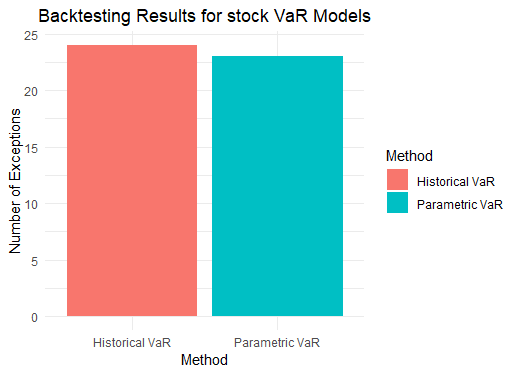 Backtesting Results for stock VaR Models
25
20
15
10
5
0
Number of Exceptions
Historical VaR
Parametric VaR
Method
Method
Historical VaR
Parametric VaR